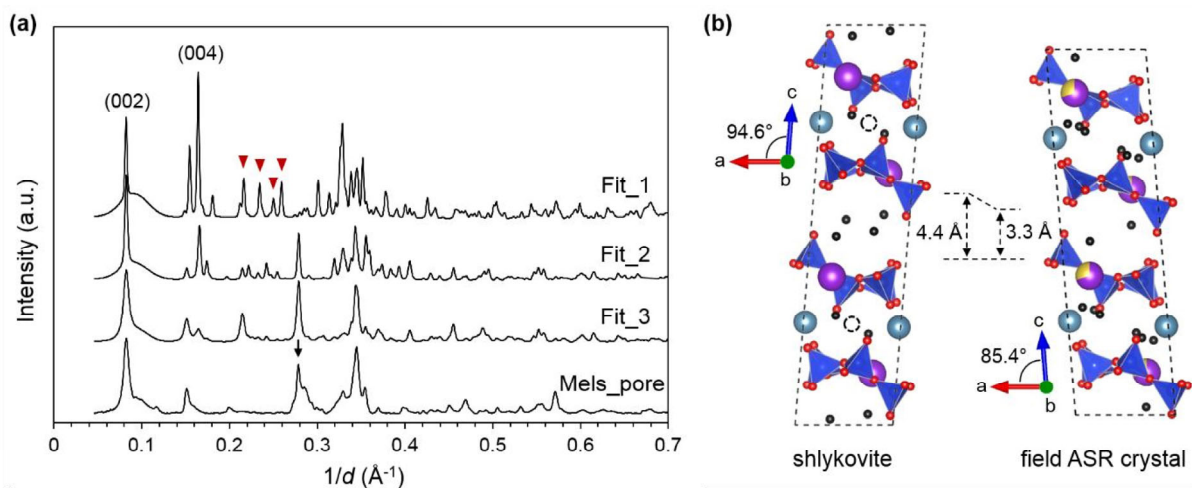 (a)
(004)
(002)
Fit_1
Fit_2
Fit_3
Mels_pore
Intensity (a.u.)
0 0.1 0.2 0.3 0.4 0.5 0.6 0.7
1/d (Å⁻¹)
(b)
c
94.6°
a
b
4.4 Å
3.3 Å
c
85.4°
a
b
shlykovite
field ASR crystal